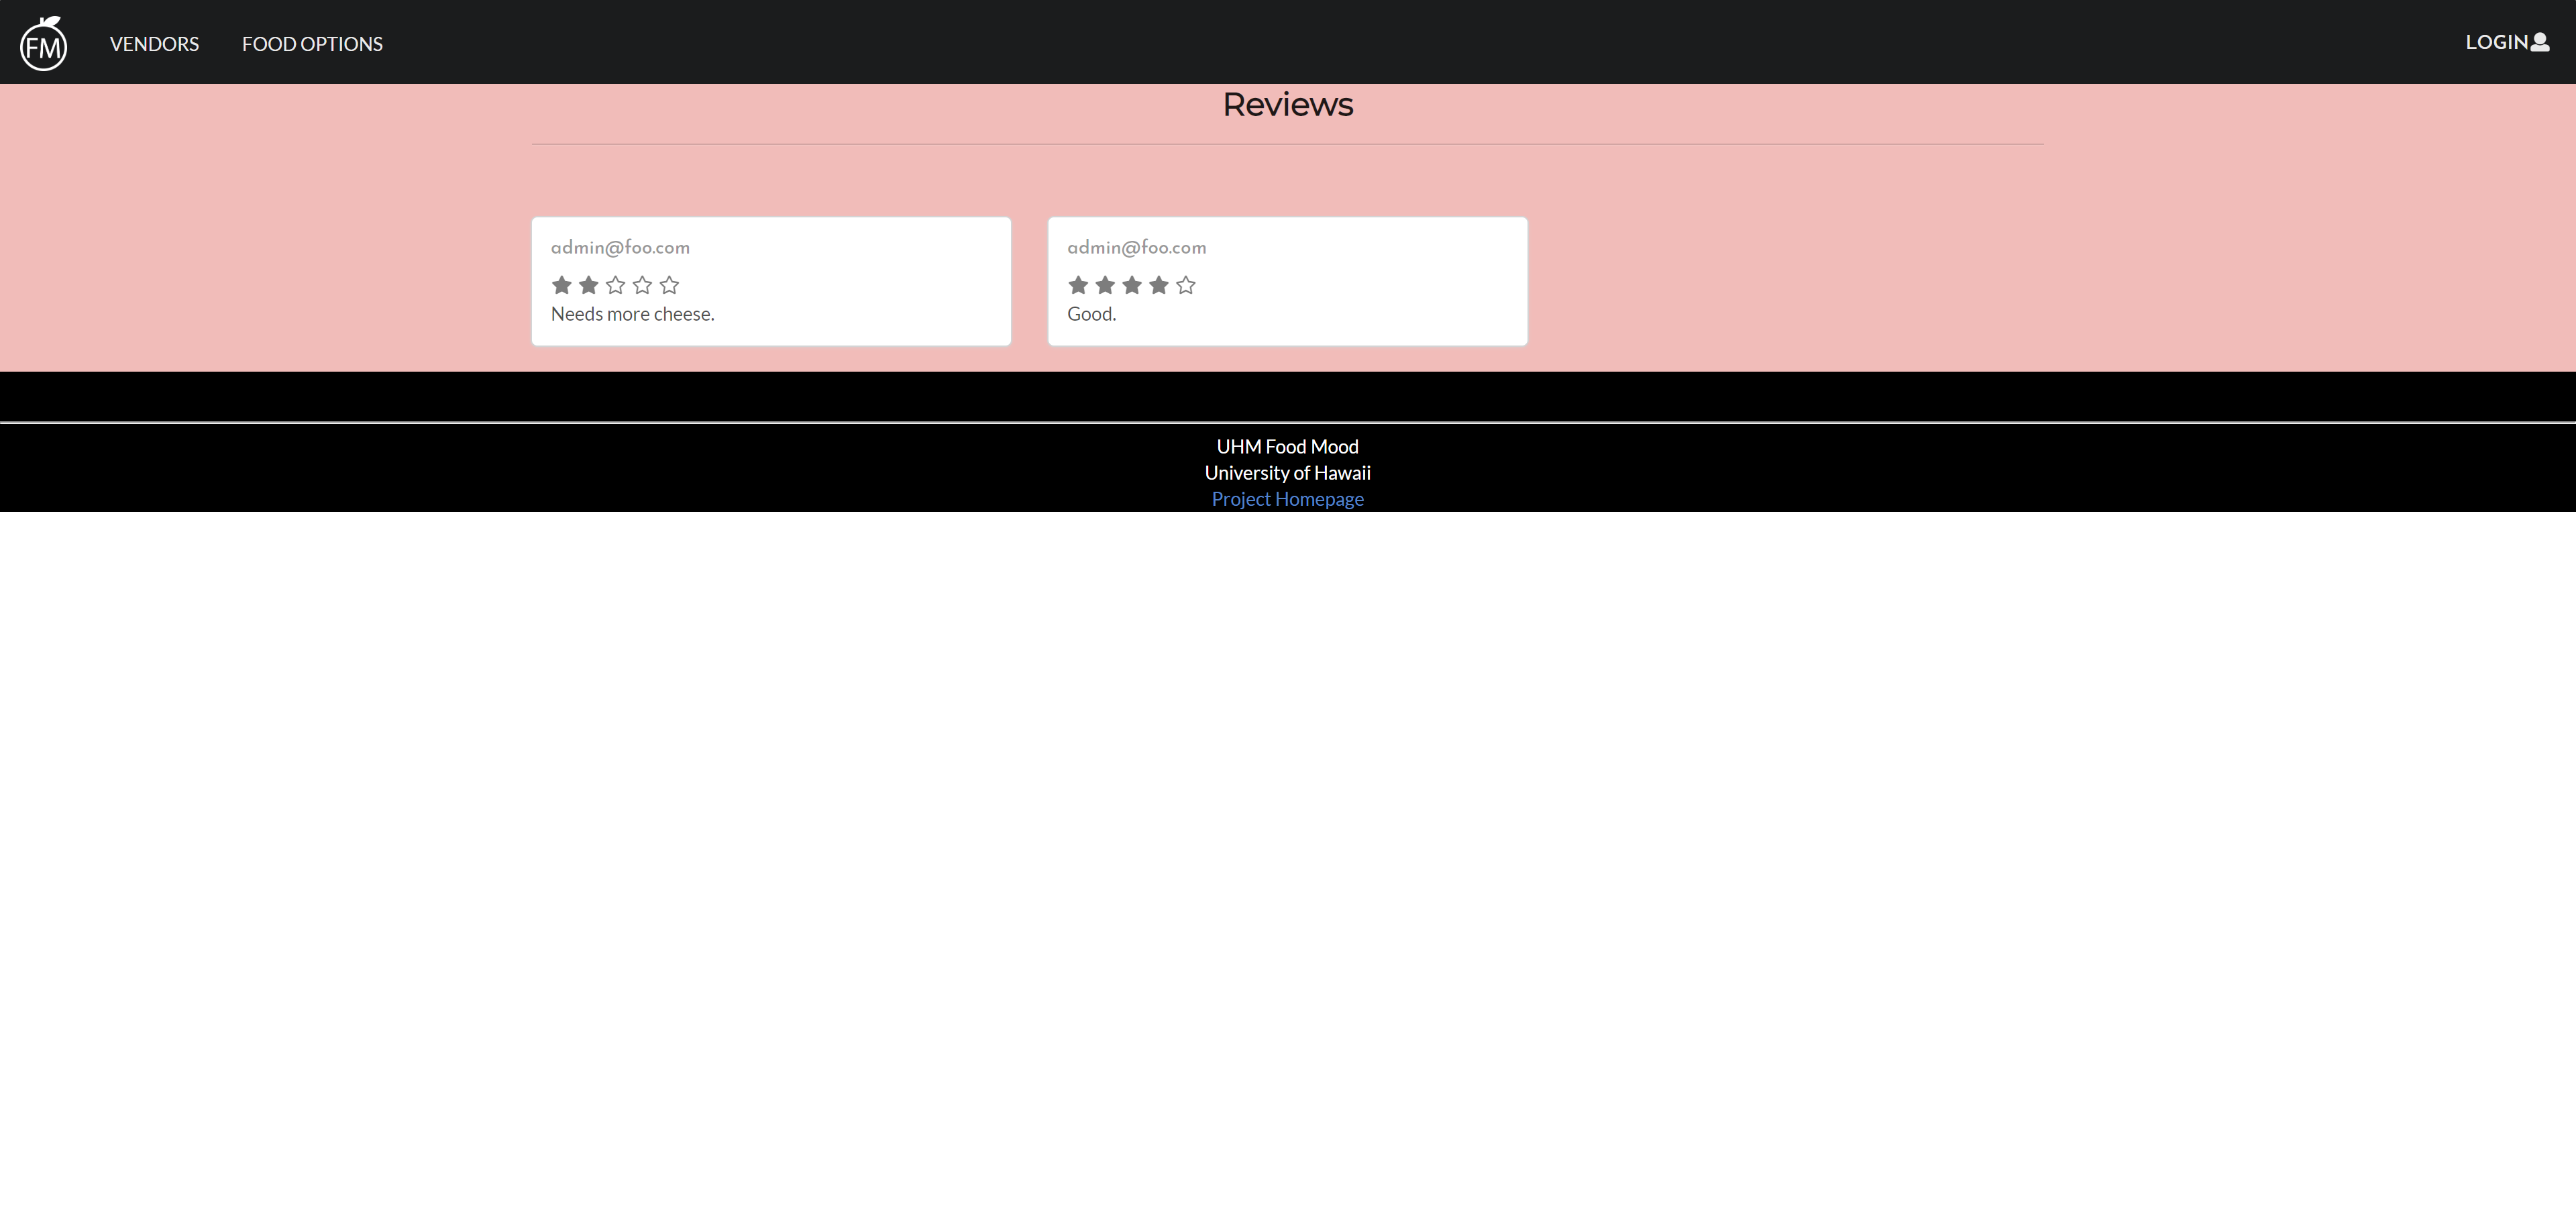 FM
VENDORS
FOOD OPTIONS
LOGIN
Reviews
admin@foo.com
Needs more cheese.
admin@foo.com
Good.
UHM Food Mood
University of Hawaii
Project Homepage